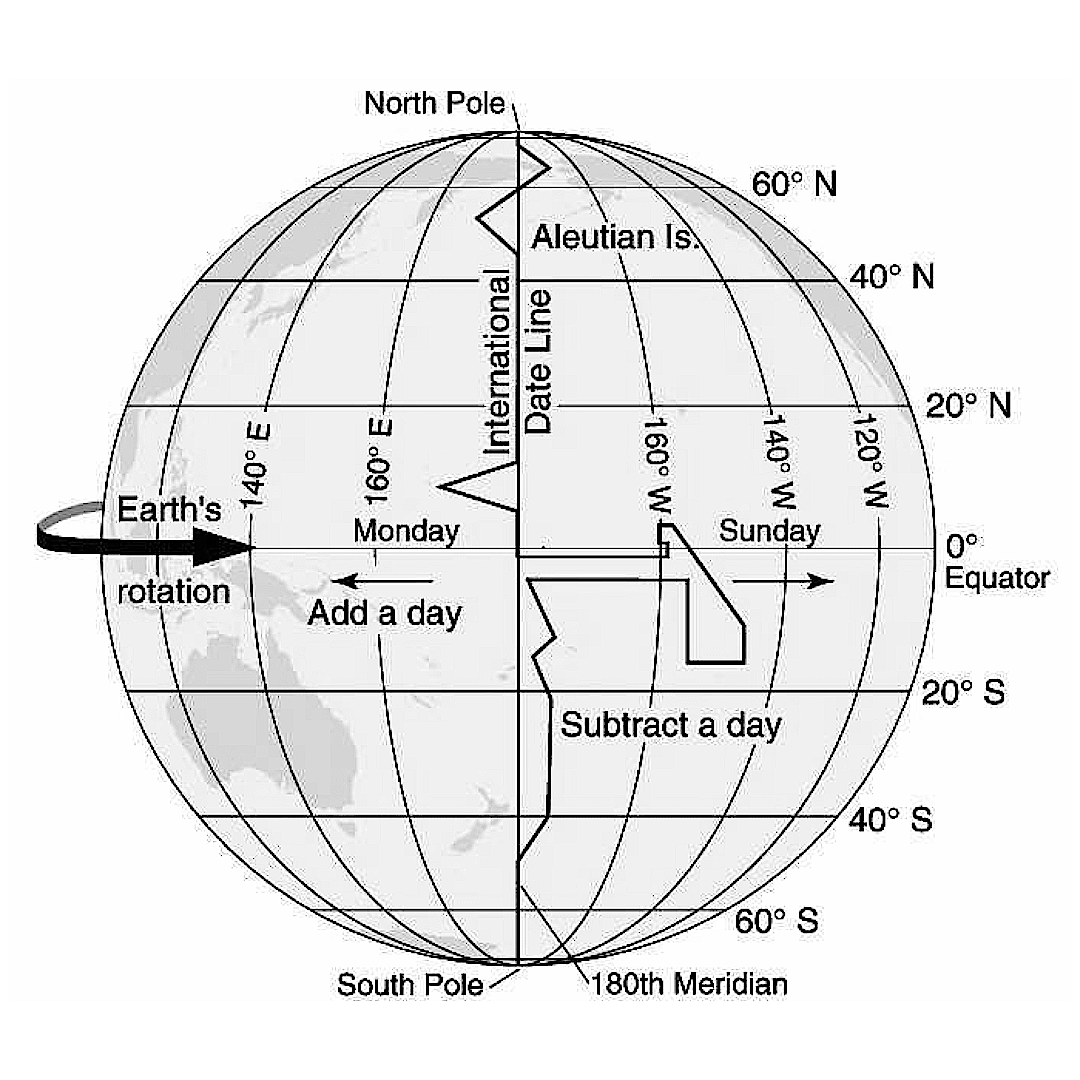 North Pole
60° N
Aleutian Is.
40° N
International
Date Line
20° N
140° E
160° E
160° W
140° W
120° W
Earth's
rotation
Monday
Sunday
0°
Equator
Add a day
20° S
Subtract a day
40° S
60° S
South Pole
180th Meridian